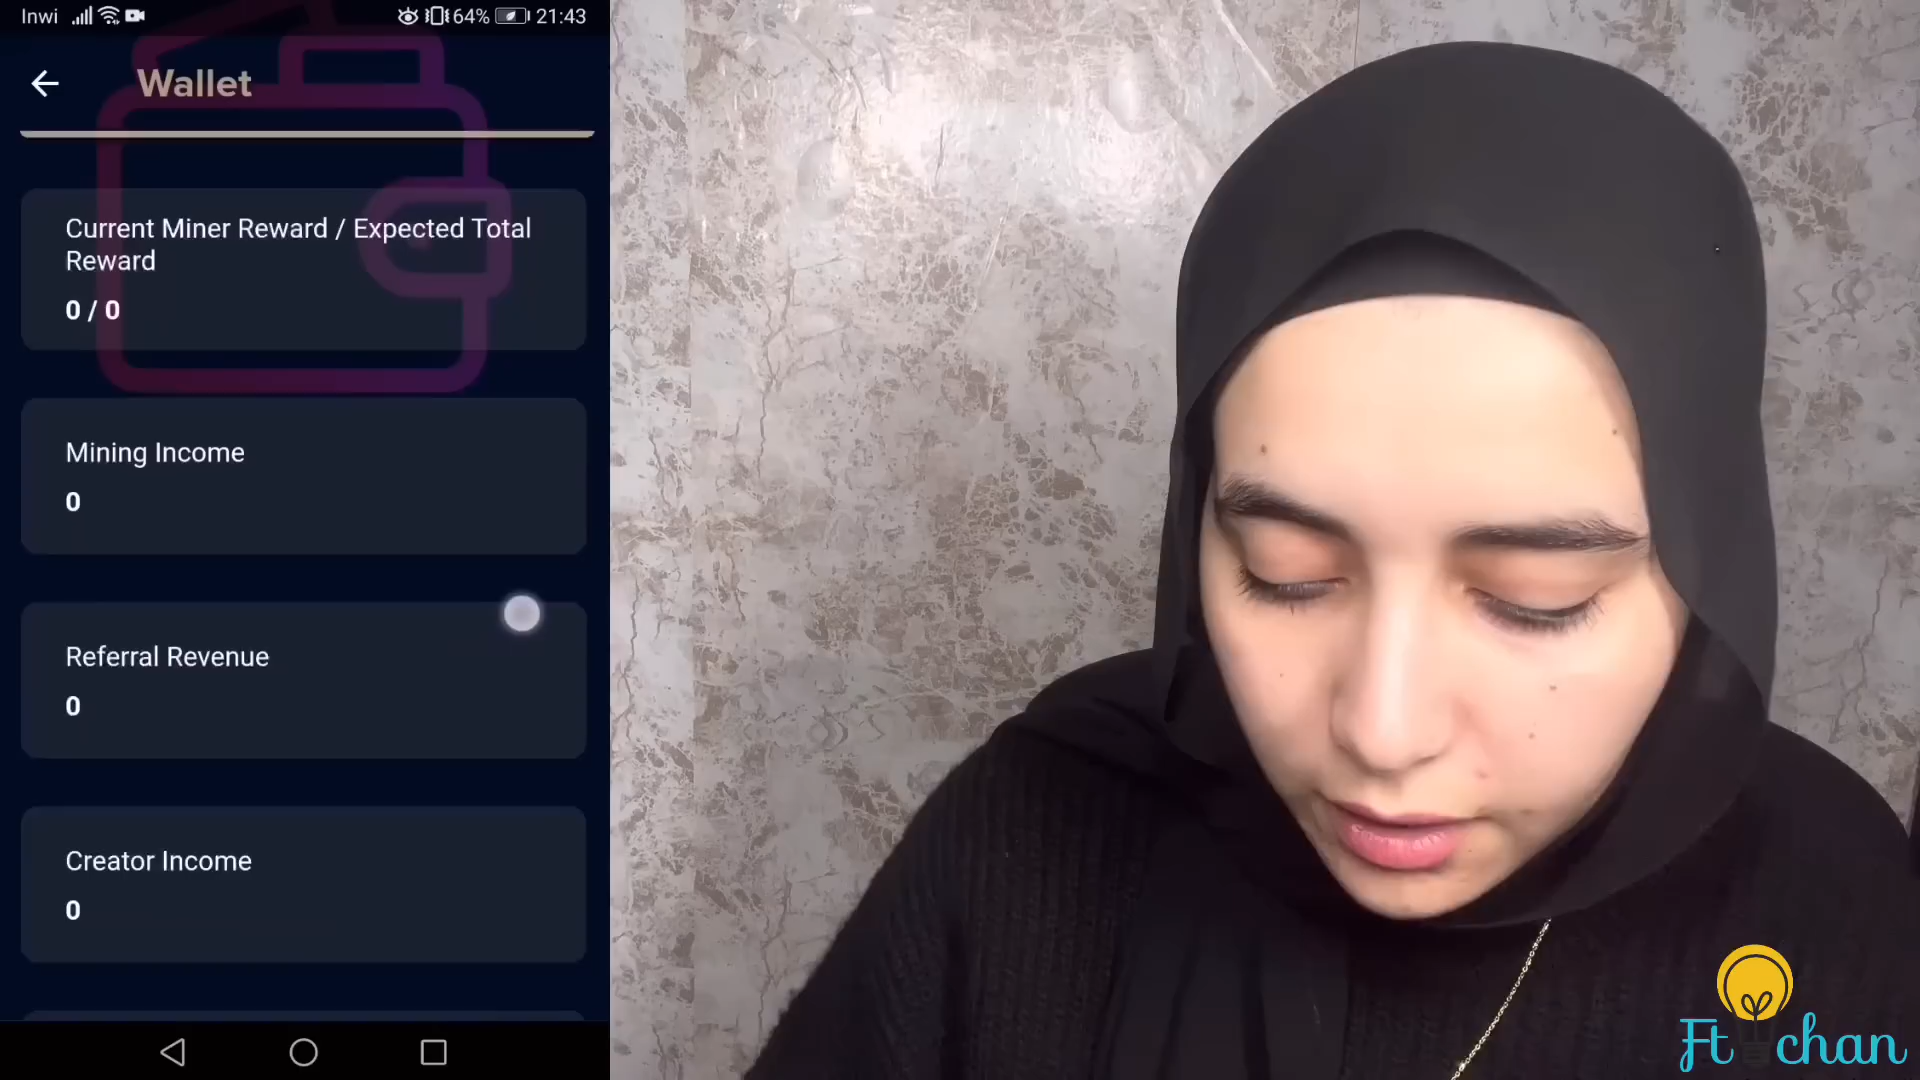 Inwi
64%
21:43
Wallet
Current Miner Reward / Expected Total
Reward
0 / 0
Mining Income
0
Referral Revenue
0
Creator Income
0
Ft chan